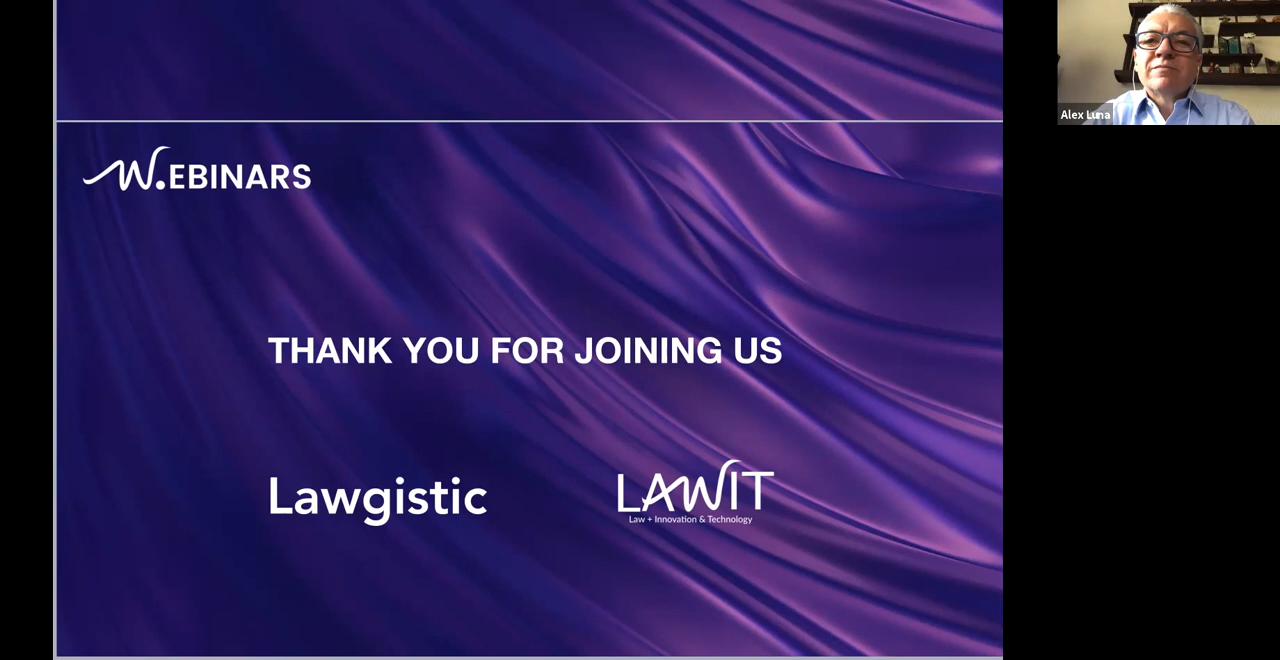 W.EBINARS
THANK YOU FOR JOINING US
Lawgistic
LAWIT
Law + Innovation & Technology
Alex Luna